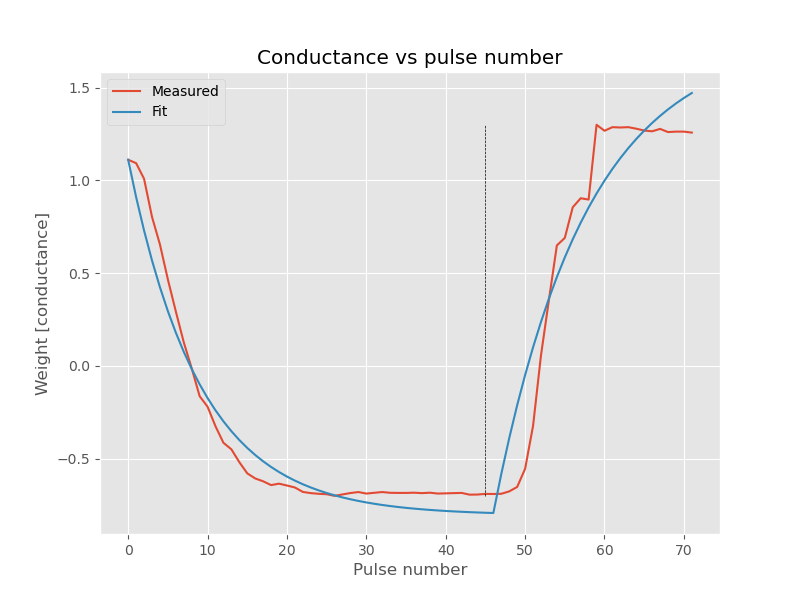 Conductance vs pulse number
Measured
Fit
1.5
1.0
0.5
0.0
−0.5
Weight [conductance]
0
10
20
30
40
50
60
70
Pulse number